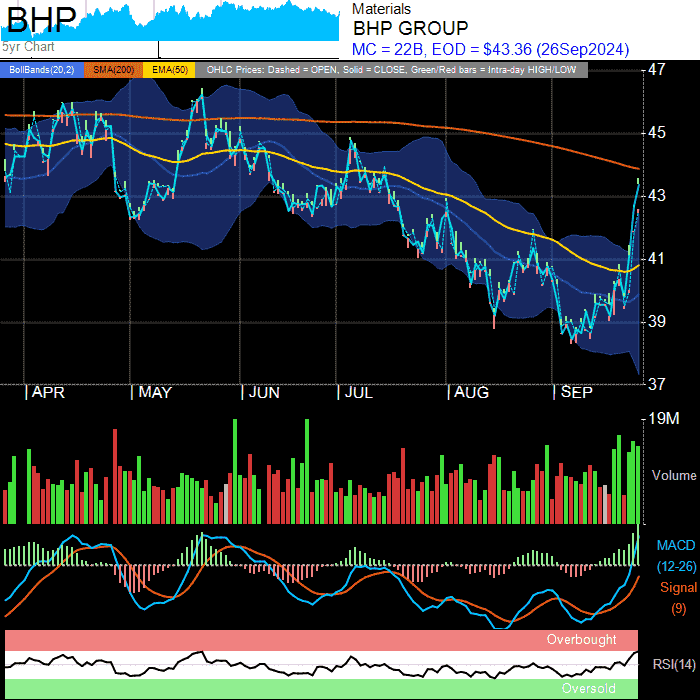 BHP
5yr Chart
Materials
BHP GROUP
MC = 22B, EOD = $43.36 (26Sep2024)
BollBands(20,2) SMA(200) EMA(50) OHLC Prices: Dashed = OPEN, Solid = CLOSE, Green/Red bars = Intra-day HIGH/LOW
47
45
43
41
39
37
APR MAY JUN JUL AUG SEP
19M
Volume
MACD
(12-26)
Signal
(9)
Overbought
RSI(14)
Oversold